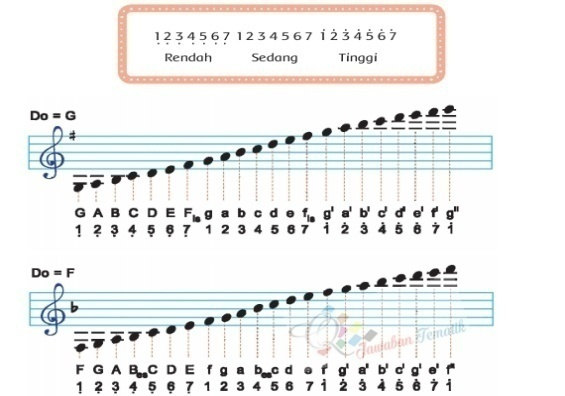 1̣ 2̣ 3̣ 4̣ 5̣ 6̣ 7̣ 1 2 3 4 5 6 7 1̇ 2̇ 3̇ 4̇ 5̇ 6̇ 7̇
Rendah Sedang Tinggi
Do = G
G A B C D E Fis g a b c d e fis g' a' b' c' d' e' f' g"
1̣ 2̣ 3̣ 4̣ 5̣ 6̣ 7̣ 1 2 3 4 5 6 7 1̇ 2̇ 3̇ 4̇ 5̇ 6̇ 7̇ 1̇
Do = F
Jawaban Tematik
F G A Bes C D E f g a bes c d e f' g' a' b' c' g' e' f"
1̣ 2̣ 3̣ 4̣ 5̣ 6̣ 7̣ 1 2 3 4 5 6 7 1̇ 2̇ 3̇ 4̇ 5̇ 6̇ 7̇ 1̇